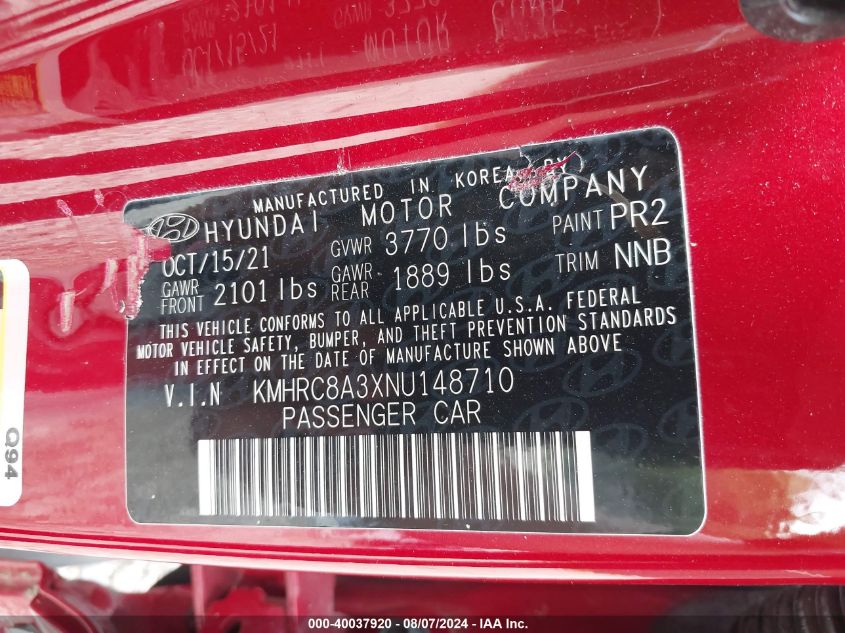 MANUFACTURED IN KOREA BY
HYUNDAI MOTOR COMPANY
OCT/15/21 GVWR 3770 lbs PAINT PR2
GAWR FRONT 2101 lbs GAWR REAR 1889 lbs TRIM NNB
THIS VEHICLE CONFORMS TO ALL APPLICABLE U.S.A. FEDERAL
MOTOR VEHICLE SAFETY, BUMPER, AND THEFT PREVENTION STANDARDS
IN EFFECT ON THE DATE OF MANUFACTURE SHOWN ABOVE
V.I.N KMHRC8A3XNU148710
PASSENGER CAR
Q94
000-40037920 - 08/07/2024 - IAA, Inc.